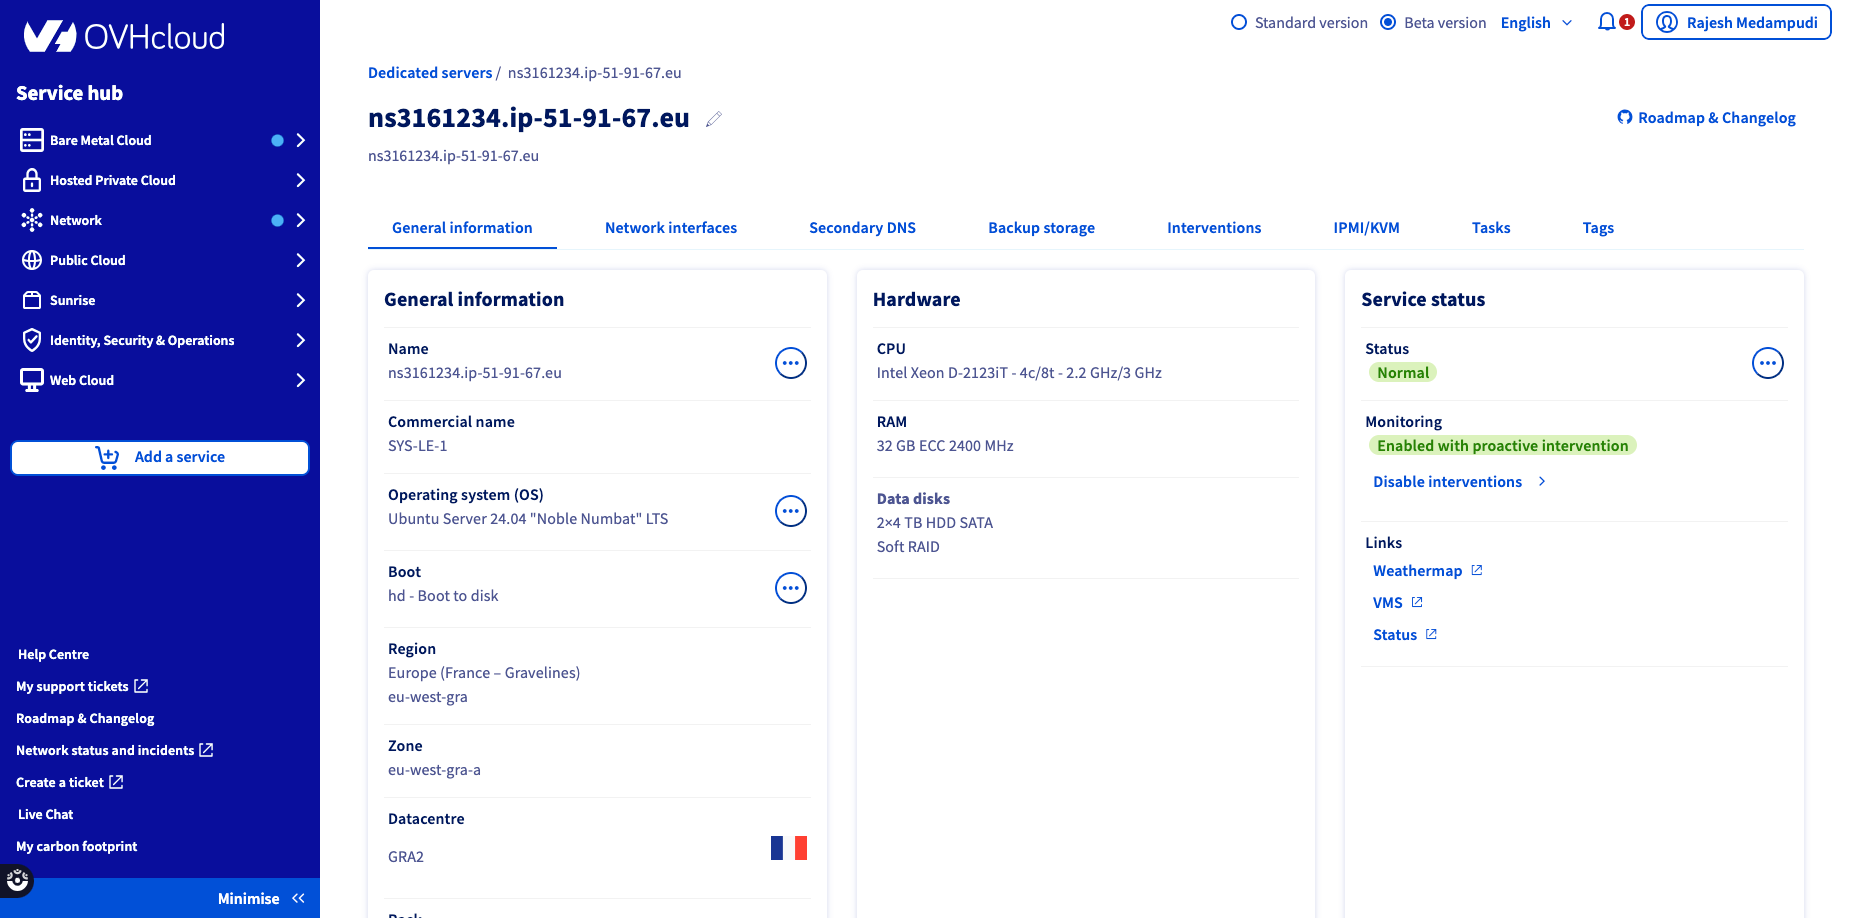 OVHcloud
Service hub
Bare Metal Cloud
Hosted Private Cloud
Network
Public Cloud
Sunrise
Identity, Security & Operations
Web Cloud
Add a service
Help Centre
My support tickets
Roadmap & Changelog
Network status and incidents
Create a ticket
Live Chat
My carbon footprint
Minimise
Standard version
Beta version
English
1
Rajesh Medampudi
Dedicated servers / ns3161234.ip-51-91-67.eu
ns3161234.ip-51-91-67.eu
Roadmap & Changelog
ns3161234.ip-51-91-67.eu
General information
Network interfaces
Secondary DNS
Backup storage
Interventions
IPMI/KVM
Tasks
Tags
General information
Name
ns3161234.ip-51-91-67.eu
Commercial name
SYS-LE-1
Operating system (OS)
Ubuntu Server 24.04 "Noble Numbat" LTS
Boot
hd - Boot to disk
Region
Europe (France – Gravelines)
eu-west-gra
Zone
eu-west-gra-a
Datacentre
GRA2
Hardware
CPU
Intel Xeon D-2123iT - 4c/8t - 2.2 GHz/3 GHz
RAM
32 GB ECC 2400 MHz
Data disks
2×4 TB HDD SATA
Soft RAID
Service status
Status
Normal
Monitoring
Enabled with proactive intervention
Disable interventions
Links
Weathermap
VMS
Status